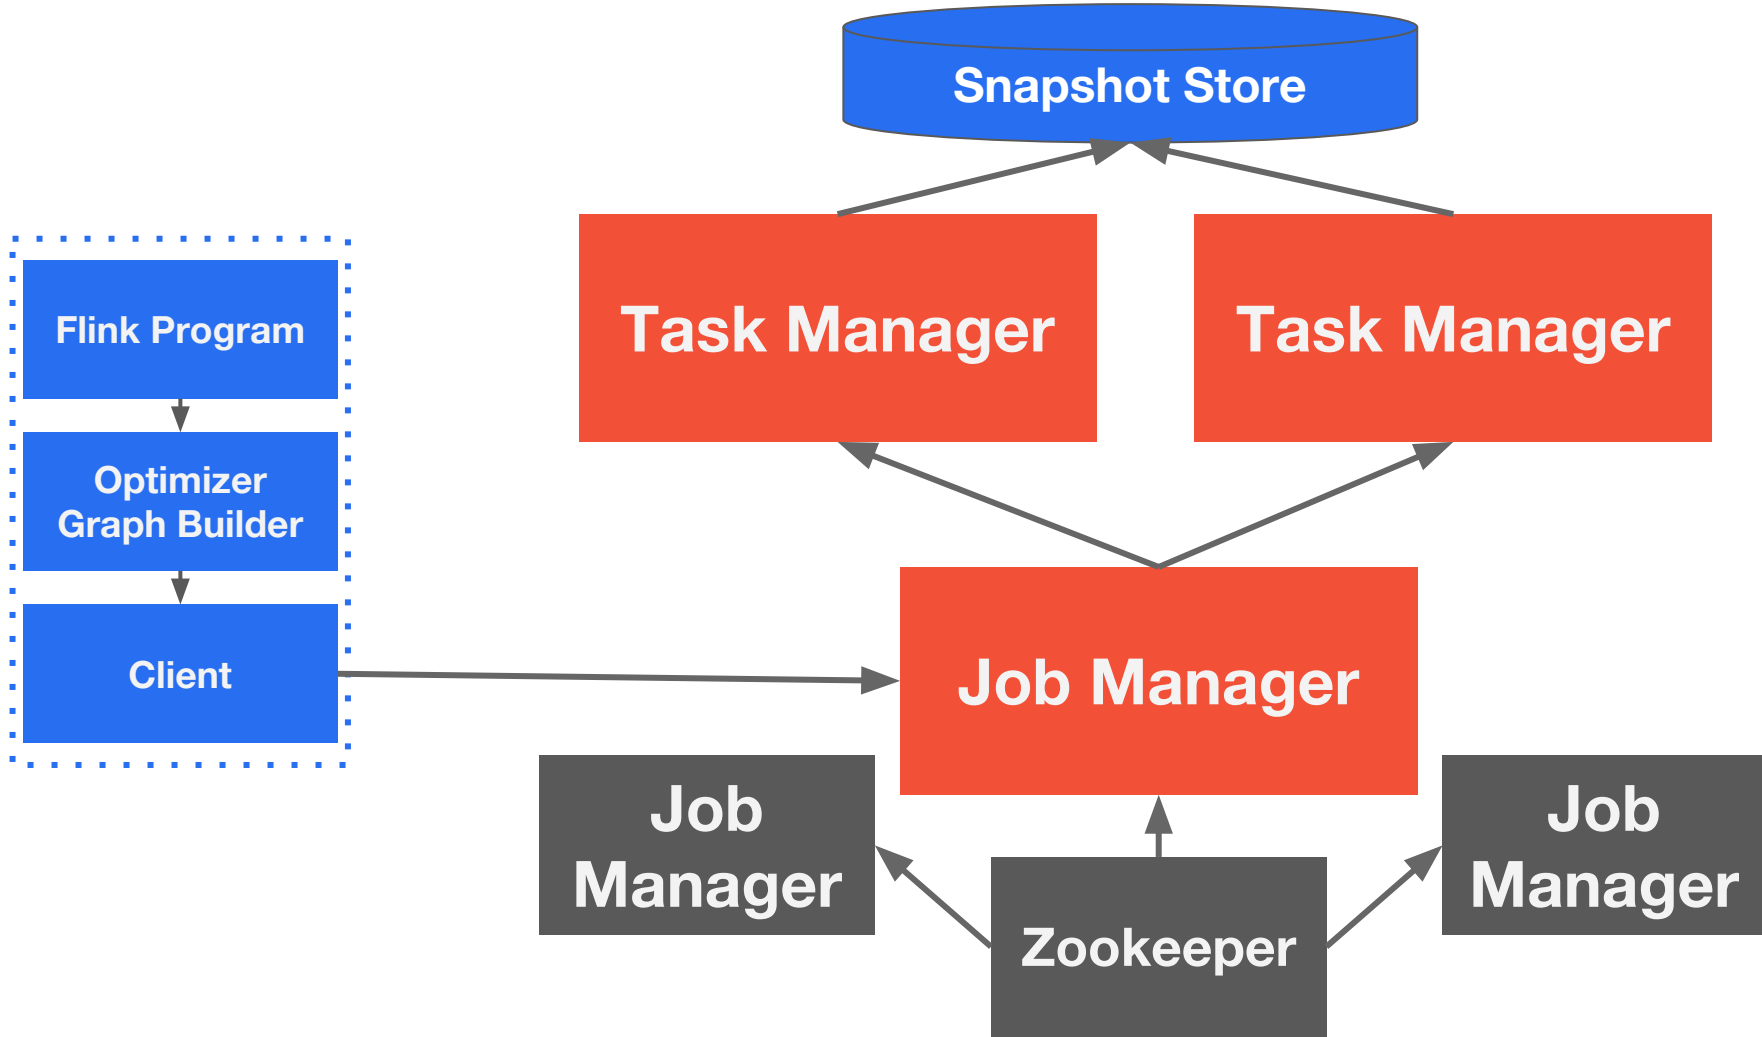 Snapshot Store
Flink Program
Optimizer
Graph Builder
Client
Task Manager
Task Manager
Job Manager
Job
Manager
Zookeeper
Job
Manager